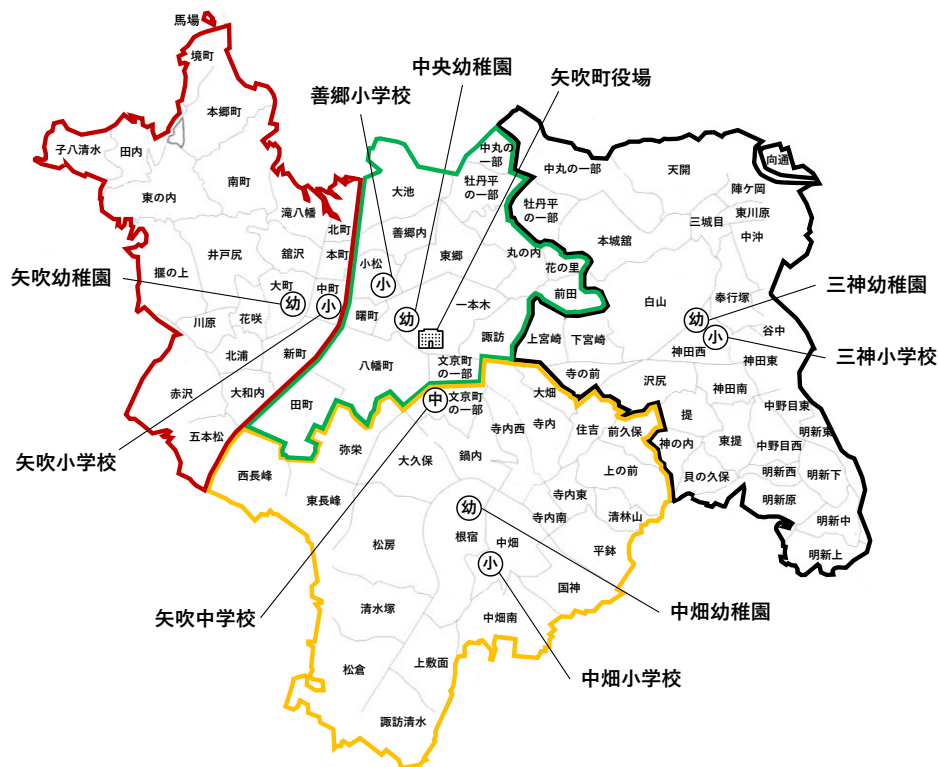 馬場
境町
本郷町
子八清水
田内
東の内
南町
滝八幡
北町
本町
井戸尻
舘沢
堰の上
大町
中町
幼
小
川原
花咲
北浦
新町
赤沢
大和内
五本松
矢吹幼稚園
矢吹小学校
善郷小学校
中央幼稚園
矢吹町役場
中丸の
一部
大池
牡丹平
の一部
善郷内
東郷
小松
小
丸の内
花の里
前田
曙町
幼
一本木
諏訪
八幡町
文京町
の一部
田町
中丸の一部
天開
向通
陣ケ岡
牡丹平
の一部
三城目
東川原
中沖
本城舘
白山
奉行塚
幼
小
谷中
上宮崎
下宮崎
神田西
神田東
寺の前
沢尻
神田南
中野目東
提
明新東
神の内
東提
中野目西
貝の久保
明新西
明新下
明新原
明新中
明新上
三神幼稚園
三神小学校
中
文京町
の一部
大畑
寺内西
寺内
住吉
前久保
弥栄
大久保
鍋内
上の前
西長峰
東長峰
寺内東
幼
寺内南
清林山
松房
根宿
中畑
平鉢
小
国神
清水塚
中畑南
松倉
上敷面
諏訪清水
矢吹中学校
中畑幼稚園
中畑小学校